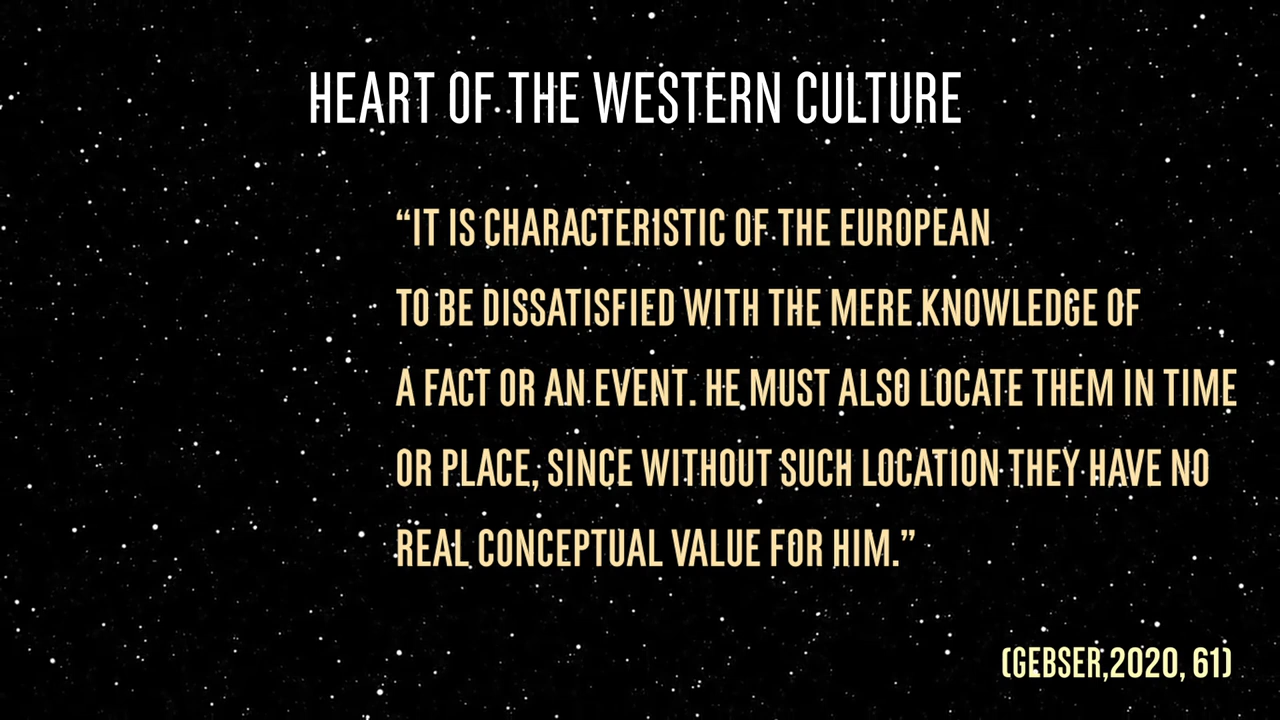 HEART OF THE WESTERN CULTURE
“IT IS CHARACTERISTIC OF THE EUROPEAN
TO BE DISSATISFIED WITH THE MERE KNOWLEDGE OF
A FACT OR AN EVENT. HE MUST ALSO LOCATE THEM IN TIME
OR PLACE, SINCE WITHOUT SUCH LOCATION THEY HAVE NO
REAL CONCEPTUAL VALUE FOR HIM.”
(GEBSER,2020, 61)